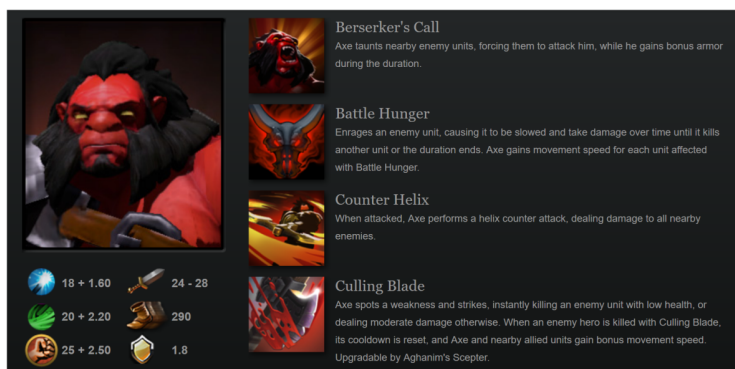 Berserker's Call
Axe taunts nearby enemy units, forcing them to attack him, while he gains bonus armor
during the duration.
Battle Hunger
Enrages an enemy unit, causing it to be slowed and take damage over time until it kills
another unit or the duration ends. Axe gains movement speed for each unit affected
with Battle Hunger.
Counter Helix
When attacked, Axe performs a helix counter attack, dealing damage to all nearby
enemies.
Culling Blade
Axe spots a weakness and strikes, instantly killing an enemy unit with low health, or
dealing moderate damage otherwise. When an enemy hero is killed with Culling Blade,
its cooldown is reset, and Axe and nearby allied units gain bonus movement speed.
Upgradable by Aghanim's Scepter.
18 + 1.60
24 - 28
20 + 2.20
290
25 + 2.50
1.8